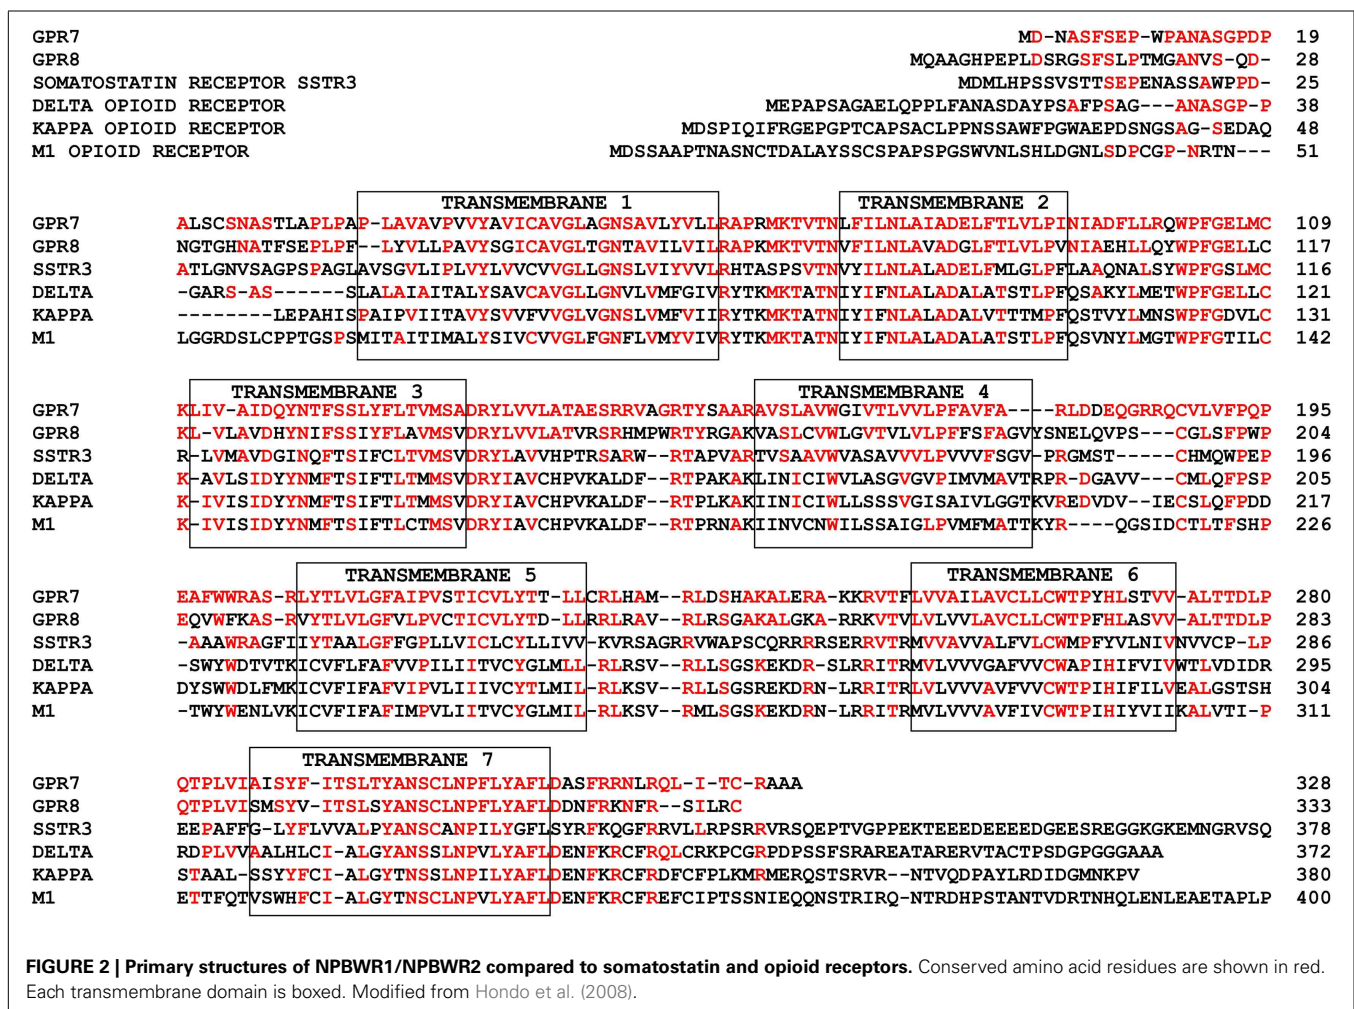 GPR7 MD-NASFSEP-WPANASGPDP 19
GPR8 MQAAGHPEPLDSRGSFSLPTMGANVS-QD- 28
SOMATOSTATIN RECEPTOR SSTR3 MDMLHPSSVSTTSEPENASSAWPPD- 25
DELTA OPIOID RECEPTOR MEPAPSAGAELQPPLFANASDAYPSAFPSAG---ANASGP-P 38
KAPPA OPIOID RECEPTOR MDSPIQIFRGEPGPTCAPSACLPPNSSAWFPGWAEPDSNGSAG-SEDAQ 48
M1 OPIOID RECEPTOR MDSSAAPTNASNCTDALAYSSCSPAPSPGSWVNLSHLDGNLSDPCGP-NRTN--- 51
TRANSMEMBRANE 1 TRANSMEMBRANE 2
GPR7 ALSCSNASTLAPLPAP-LAVAVPVVYAVICAVGLAGNSAVLYVLLRAPRMKTVTNLFILNLAIADELFTLVLPINIADFLLRQWPFGELMC 109
GPR8 NGTGHNATFSEPLPF--LYVLLPAVYSGICAVGLTGNTAVILVILRAPKMKTVTNVFILNLAVADGLFTLVLPVNIAEHLLQYWPFGELLC 117
SSTR3 ATLGNVSAGPSPAGLAVSGVLIPLVYLVVCVVGLLGNSLVIYVVLRHTASPSVTNVYILNLALADELFMLGLPFLAAQNALSYWPFGSLMC 116
DELTA -GARS-AS------SLALAIAITALYSAVCAVGLLGNVLVMFGIVRYTKMKTATNIYIFNLALADALATSTLPFQSAKYLMETWPFGELLC 121
KAPPA --------LEPAHISPAIPVIITAVYSVVFVVGLVGNSLVMFVIIRYTKMKTATNIYIFNLALADALVTTTMPFQSTVYLMNSWPFGDVLC 131
M1 LGGRDSLCPPTGSPSMITAITIMALYSIVCVVGLFGNFLVMYVIVRYTKMKTATNIYIFNLALADALATSTLPFQSVNYLMGTWPFGTILC 142
TRANSMEMBRANE 3 TRANSMEMBRANE 4
GPR7 KLIV-AIDQYNTFSSLYFLTVMSADRYLVVLATAESRRVAGRTYSAARAVSLAVWGIVTLVVLPFAVFA----RLDDEQGRRQCVLVFPQP 195
GPR8 KL-VLAVDHYNIFSSIYFLAVMSVDRYLVVLATVRSRHMPWRTYRGAKVASLCVWLGVTVLVLPFFSFAGVYSNELQVPS---CGLSFPWP 204
SSTR3 R-LVMAVDGINQFTSIFCLTVMSVDRYLAVVHPTRSARW--RTAPVARTVSAAVWVASAVVVLPVVVFSGV-PRGMST-----CHMQWPEP 196
DELTA K-AVLSIDYYNMFTSIFTLTMMSVDRYIAVCHPVKALDF--RTPAKAKLINICIWVLASGVGVPIMVMAVTRPR-DGAVV---CMLQFPSP 205
KAPPA K-IVISIDYYNMFTSIFTLTMMSVDRYIAVCHPVKALDF--RTPLKAKIINICIWLLSSSVGISAIVLGGTKVREDVDV--IECSLQFPDD 217
M1 K-IVISIDYYNMFTSIFTLCTMSVDRYIAVCHPVKALDF--RTPRNAKIINVCNWILSSAIGLPVMFMATTKYR----QGSIDCTLTFSHP 226
TRANSMEMBRANE 5 TRANSMEMBRANE 6
GPR7 EAFWWRAS-RLYTLVLGFAIPVSTICVLYTT-LLCRLHAM--RLDSHAKALERA-KKRVTFLVVAILAVCLLCWTPYHLSTVV-ALTTDLP 280
GPR8 EQVWFKAS-RVYTLVLGFVLPVCTICVLYTD-LLRRLRAV--RLRSGAKALGKA-RRKVTVLVLVVLAVCLLCWTPFHLASVV-ALTTDLP 283
SSTR3 -AAAWRAGFIIYTAALGFFGPLLVICLCYLLIVV-KVRSAGRRVWAPSCQRRRRSERRVTRMVVAVVALFVLCWMPFYVLNIVNVVCP-LP 286
DELTA -SWYWDTVTKICVFLFAFVVPILIITVCYGLMLL-RLRSV--RLLSGSKEKDR-SLRRITRMVLVVVGAFVVCWAPIHIFVIVWTLVDIDR 295
KAPPA DYSWWDLFMKICVFIFAFVIPVLIIIVCYTLMIL-RLKSV--RLLSGSREKDRN-LRRITRLVLVVVAVFVVCWTPIHIFILVEALGSTSH 304
M1 -TWYWENLVKICVFIFAFIMPVLIITVCYGLMIL-RLKSV--RMLSGSKEKDRN-LRRITRMVLVVVAVFIVCWTPIHIYVIIKALVTI-P 311
TRANSMEMBRANE 7
GPR7 QTPLVIAISYF-ITSLTYANSCLNPFLYAFLDASFRRNLRQL-I-TC-RAAA 328
GPR8 QTPLVISMSYV-ITSLSYANSCLNPFLYAFLDDNFRKNFR--SILRC 333
SSTR3 EEPAFFG-LYFLVVALPYANSCANPILYGFLSYRFKQGFRRVLLRPSRRVRSQEPTVGPPEKTEEEDEEEEDGEESREGGKGKEMNGRVSQ 378
DELTA RDPLVVAALHLCI-ALGYANSSLNPVLYAFLDENFKRCFRQLCRKPCGRPDPSSFSRAREATARERVTACTPSDGPGGGAAA 372
KAPPA STAAL-SSYYFCI-ALGYTNSSLNPILYAFLDENFKRCFRDFCFPLKMRMERQSTSRVR--NTVQDPAYLRDIDGMNKPV 380
M1 ETTFQTVSWHFCI-ALGYTNSCLNPVLYAFLDENFKRCFREFCIPTSSNIEQQNSTRIRQ-NTRDHPSTANTVDRTNHQLENLEAETAPLP 400
FIGURE 2 | Primary structures of NPBWR1/NPBWR2 compared to somatostatin and opioid receptors. Conserved amino acid residues are shown in red.
Each transmembrane domain is boxed. Modified from Hondo et al. (2008).